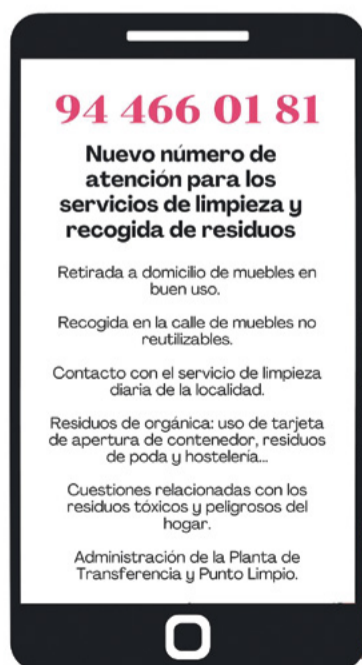 94 466 01 81
Nuevo número de
atención para los
servicios de limpieza y
recogida de residuos
Retirada a domicilio de muebles en
buen uso.
Recogida en la calle de muebles no
reutilizables.
Contacto con el servicio de limpieza
diaria de la localidad.
Residuos de orgánica: uso de tarjeta
de apertura de contenedor, residuos
de poda y hostelería...
Cuestiones relacionadas con los
residuos tóxicos y peligrosos del
hogar.
Administración de la Planta de
Transferencia y Punto Limpio.